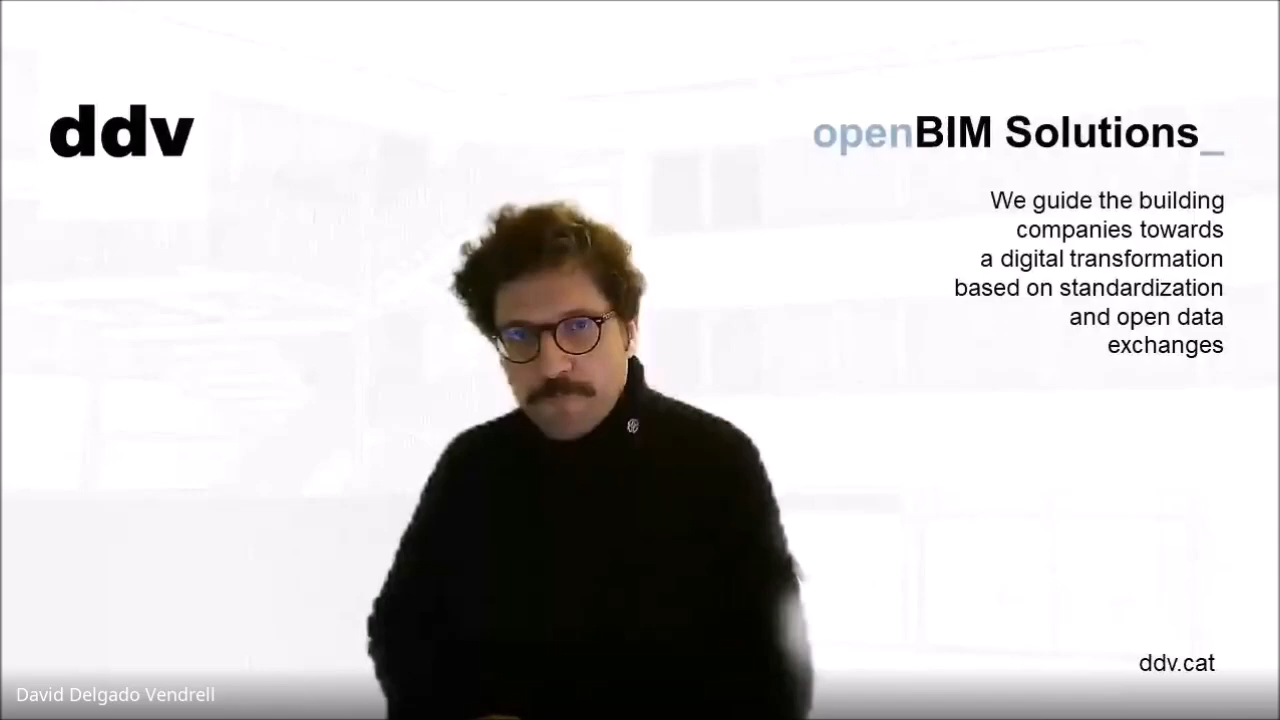 ddv
openBIM Solutions_
We guide the building
companies towards
a digital transformation
based on standardization
and open data
exchanges
ddv.cat
David Delgado Vendrell